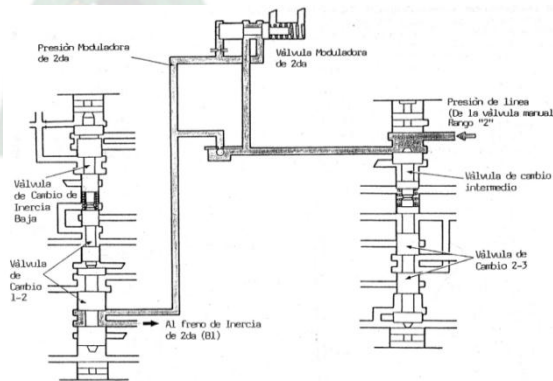 Presión Moduladora
de 2da
Válvula Moduladora
de 2da
Presión de línea
(De la válvula manual
Rango "2"
Válvula
de Cambio de
Inercia
Baja
Válvula de cambio
intermedio
Válvula
de
Cambio
1-2
Válvula de
Cambio 2-3
Al freno de Inercia
de 2da (B1)